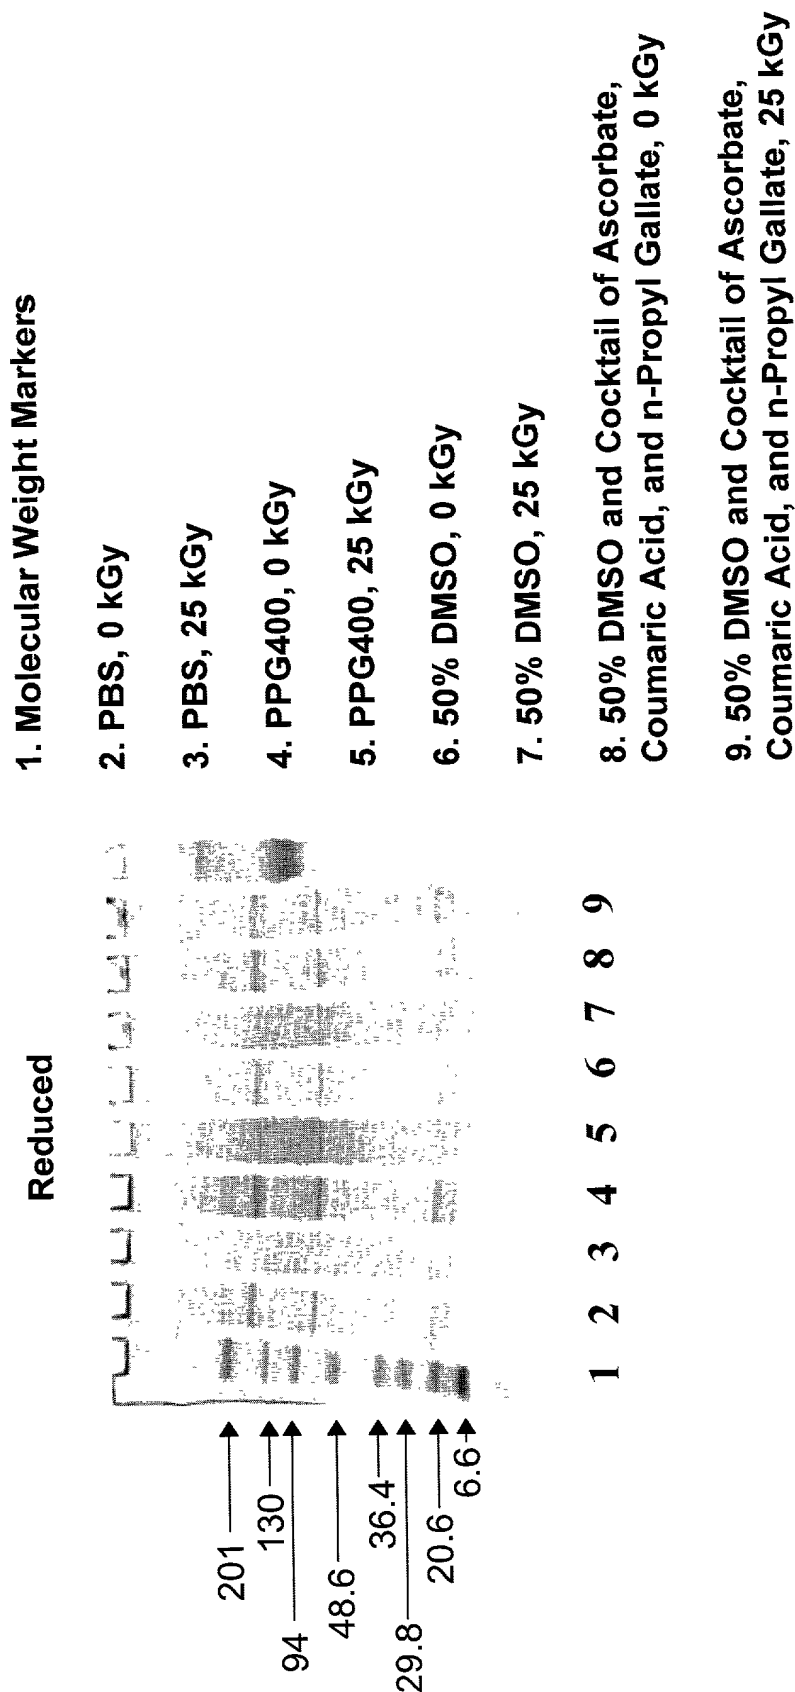 Reduced
201
130
94
48.6
36.4
29.8
20.6
6.6
1 2 3 4 5 6 7 8 9
1. Molecular Weight Markers
2. PBS, 0 kGy
3. PBS, 25 kGy
4. PPG400, 0 kGy
5. PPG400, 25 kGy
6. 50% DMSO, 0 kGy
7. 50% DMSO, 25 kGy
8. 50% DMSO and Cocktail of Ascorbate,
Coumaric Acid, and n-Propyl Gallate, 0 kGy
9. 50% DMSO and Cocktail of Ascorbate,
Coumaric Acid, and n-Propyl Gallate, 25 kGy